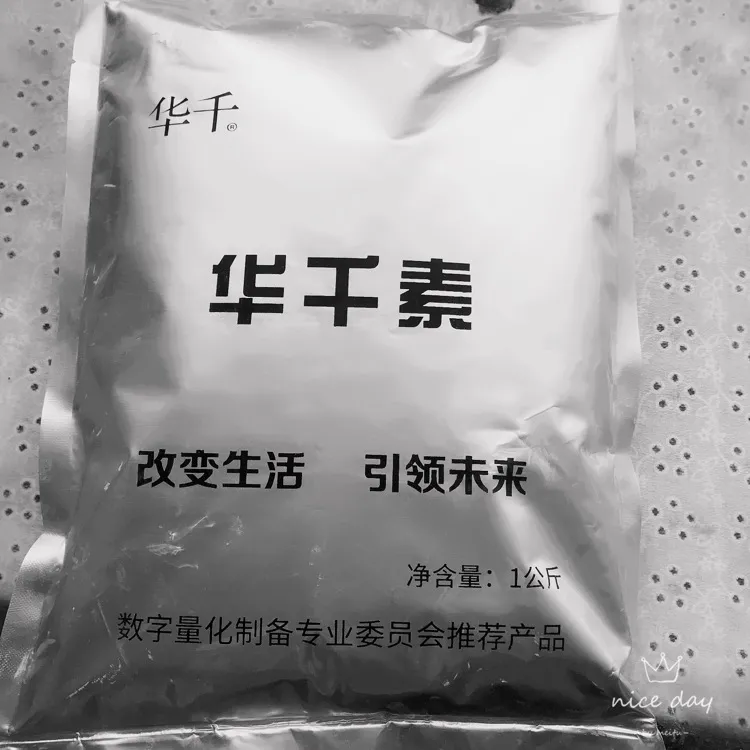 华千®
华千素
改变生活 引领未来
净含量：1公斤
数字量化制备专业委员会推荐产品
nice day